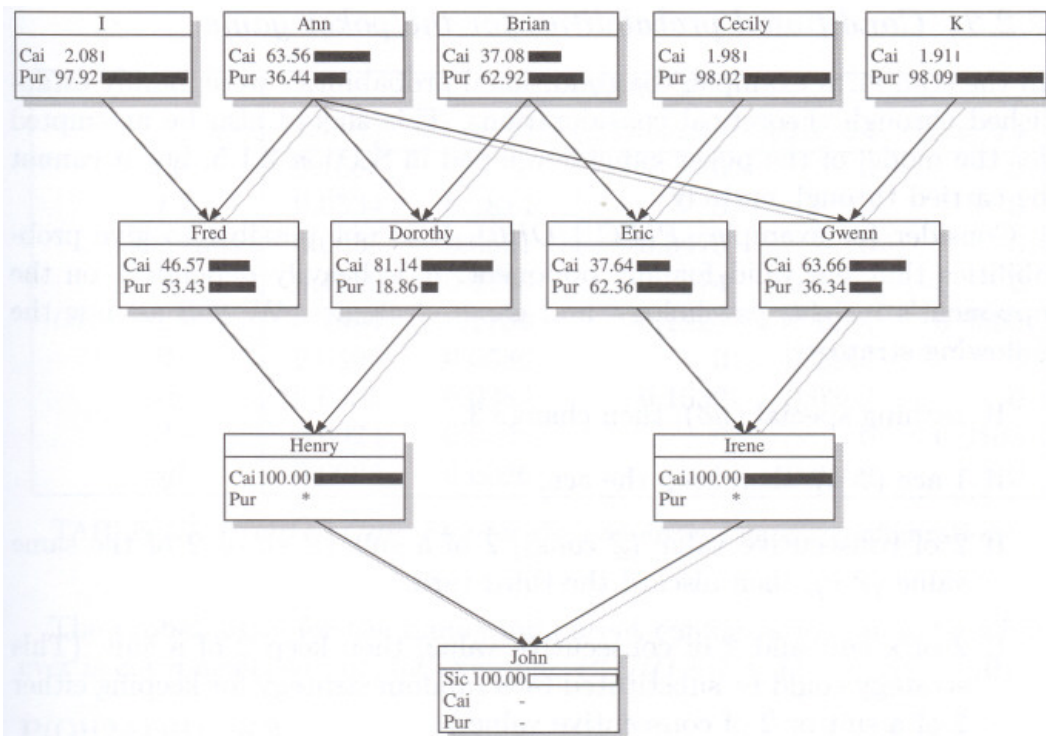 I
Ann
Brian
Cecily
K
Cai 2.08
Pur 97.92
Cai 63.56
Pur 36.44
Cai 37.08
Pur 62.92
Cai 1.98
Pur 98.02
Cai 1.91
Pur 98.09
Fred
Dorothy
Eric
Gwenn
Cai 46.57
Pur 53.43
Cai 81.14
Pur 18.86
Cai 37.64
Pur 62.36
Cai 63.66
Pur 36.34
Henry
Irene
Cai 100.00
Pur *
Cai 100.00
Pur *
John
Sic 100.00
Cai -
Pur -